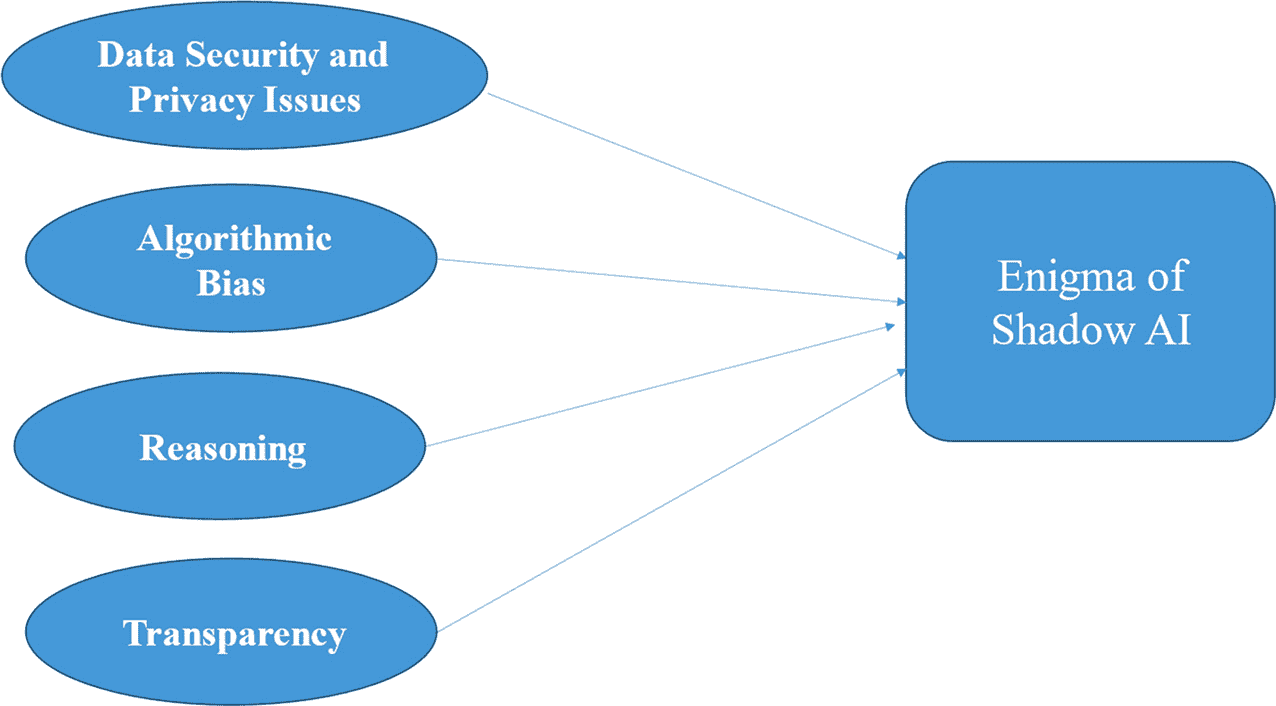 Data Security and
Privacy Issues
Algorithmic
Bias
Reasoning
Transparency
Enigma of
Shadow AI